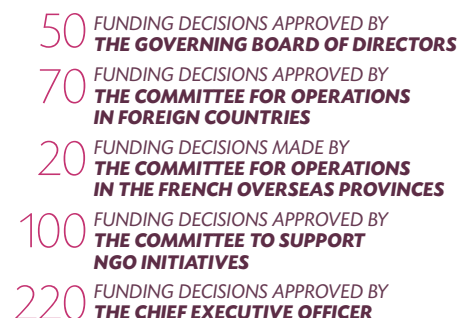 50 FUNDING DECISIONS APPROVED BY
THE GOVERNING BOARD OF DIRECTORS
70 FUNDING DECISIONS APPROVED BY
THE COMMITTEE FOR OPERATIONS
IN FOREIGN COUNTRIES
20 FUNDING DECISIONS MADE BY
THE COMMITTEE FOR OPERATIONS
IN THE FRENCH OVERSEAS PROVINCES
100 FUNDING DECISIONS APPROVED BY
THE COMMITTEE TO SUPPORT
NGO INITIATIVES
220 FUNDING DECISIONS APPROVED BY
THE CHIEF EXECUTIVE OFFICER